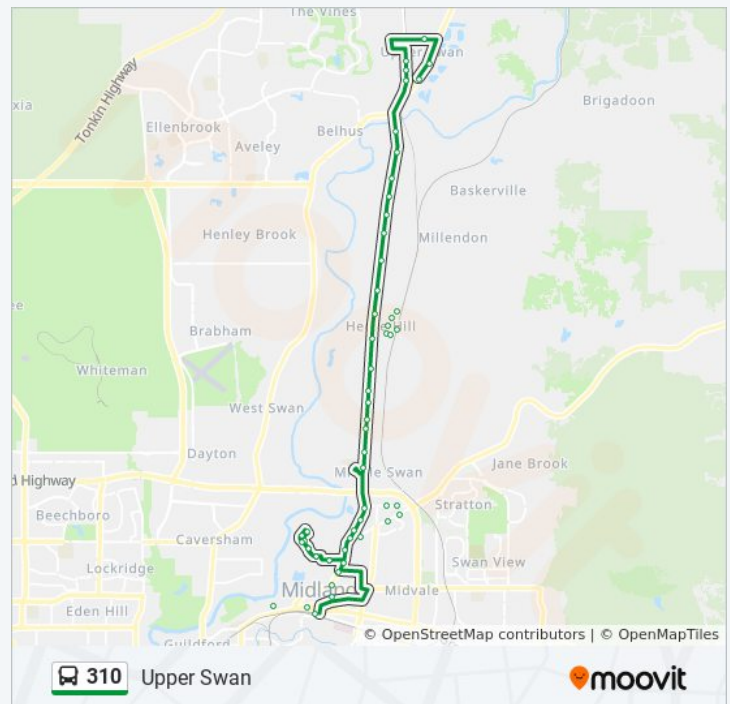 The Vines
Upper Swan
Tonkin Highway
Brigadoon
Ellenbrook
Belhus
Aveley
Baskerville
Henley Brook
Millendon
Herne Hill
Brabham
Whiteman
West Swan
Dayton
Jane Brook
d Highway
Middle Swan
Stratton
Beechboro
Caversham
Swan View
Lockridge
Midland
Midvale
Eden Hill
Guildford
© OpenStreetMap contributors | © OpenMapTiles
310 Upper Swan
moovit